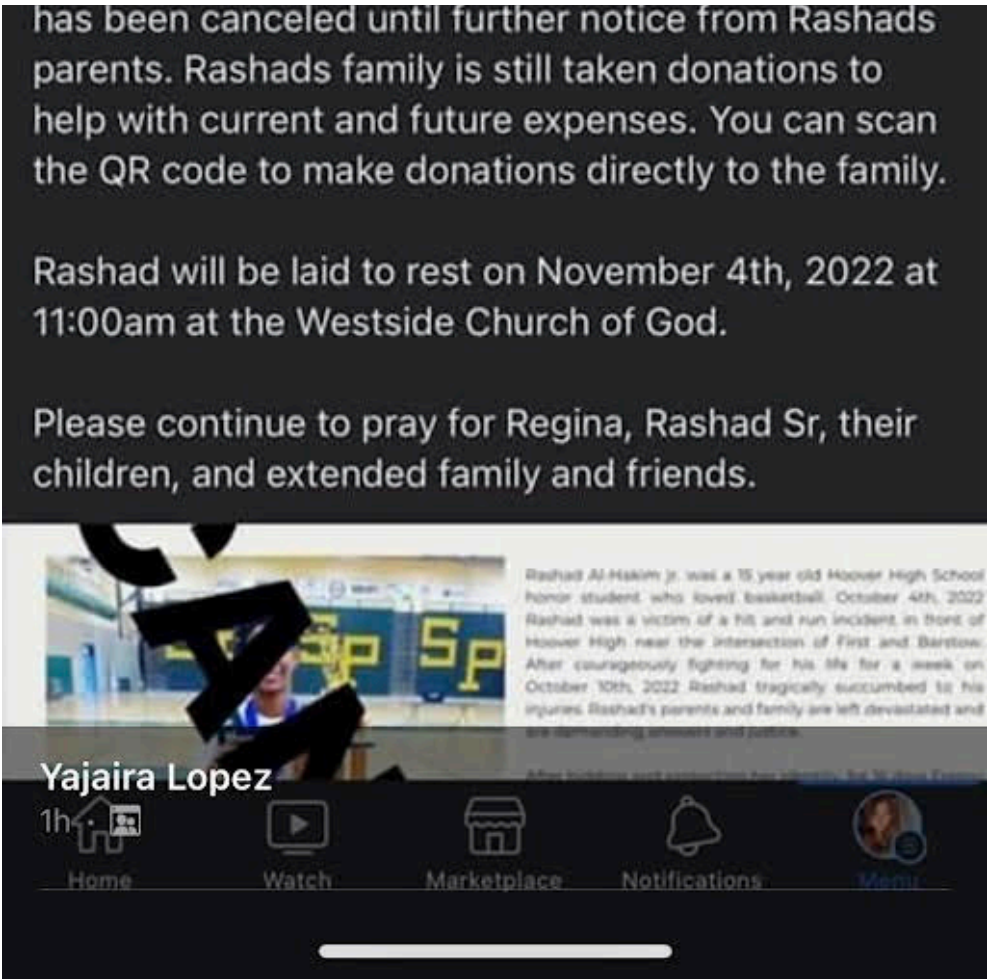 has been canceled until further notice from Rashads
parents. Rashads family is still taken donations to
help with current and future expenses. You can scan
the QR code to make donations directly to the family.
Rashad will be laid to rest on November 4th, 2022 at
11:00am at the Westside Church of God.
Please continue to pray for Regina, Rashad Sr, their
children, and extended family and friends.
Rashad Al-Hakim jr. was a 15 year old Hoover High School
honor student who loved basketball. October 4th, 2022
Rashad was a victim of a hit and run incident in front of
Hoover High near the intersection of First and Barstow.
After courageously fighting for his life for a week on
October 10th, 2022 Rashad tragically succumbed to his
injuries. Rashad's parents and family are left devastated and
are demanding answers and justice.
SCA
Sp Sp
Yajaira Lopez
1h
Home Watch Marketplace Notifications Menu